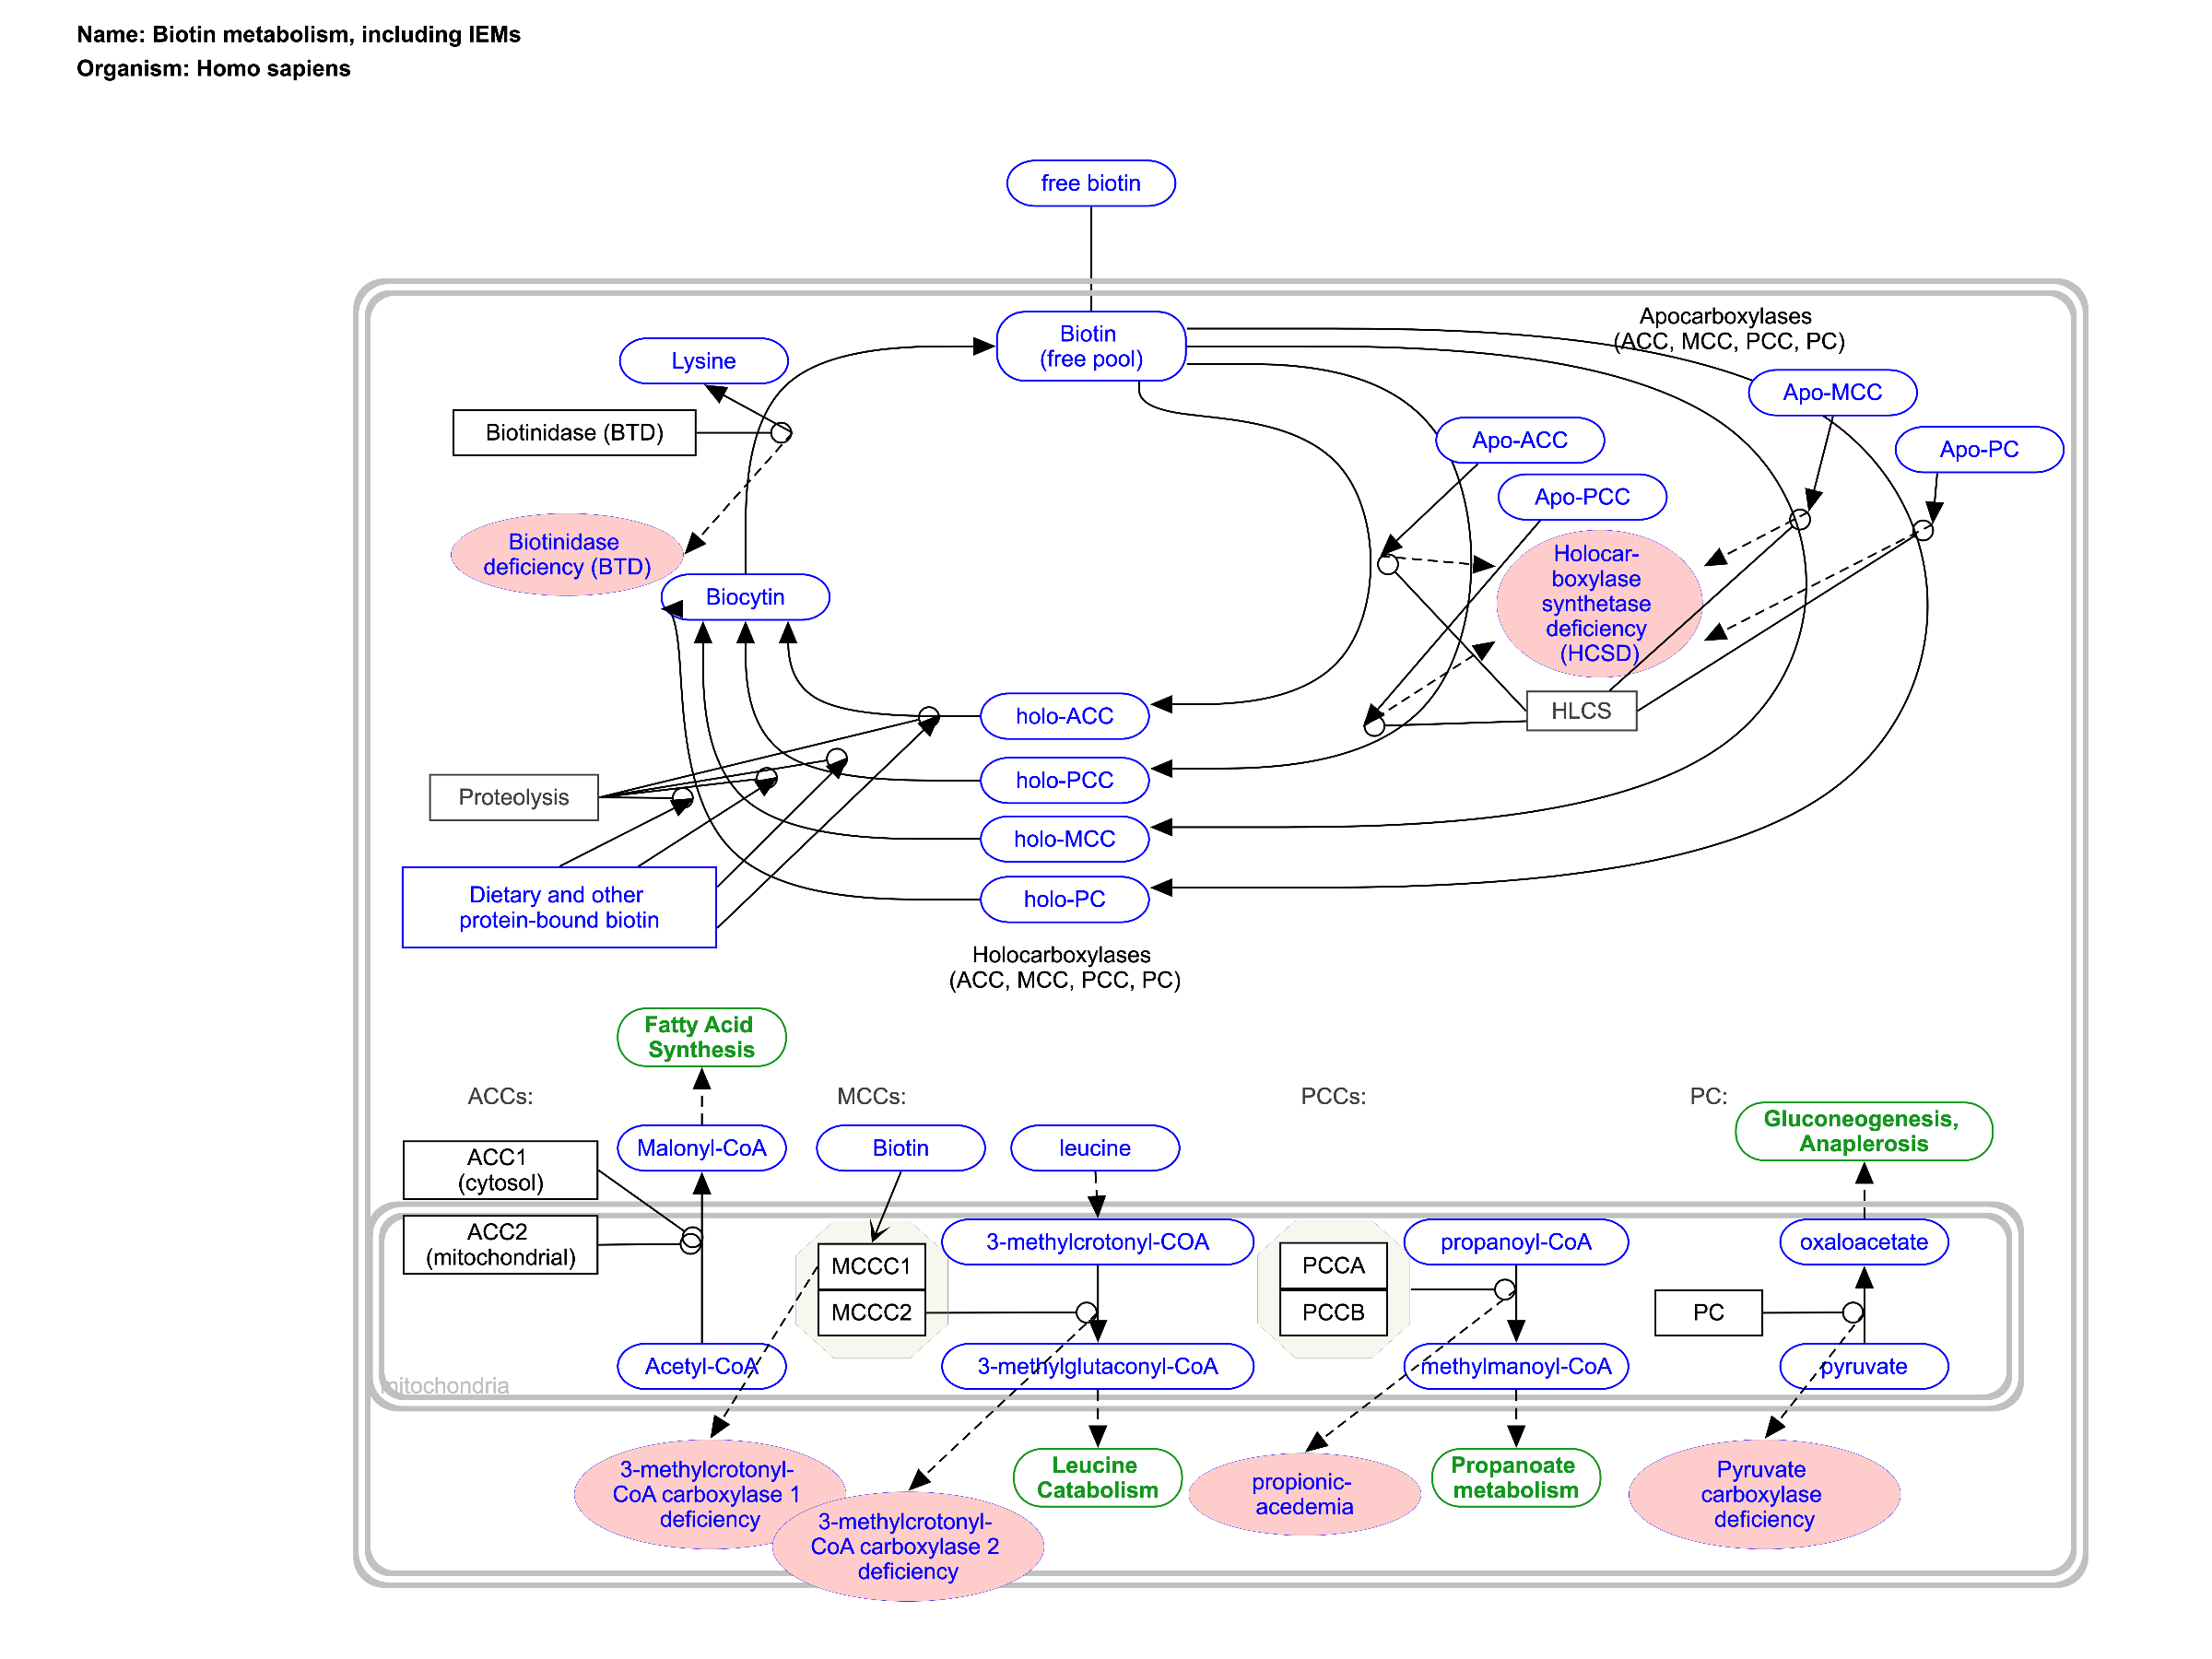 Name: Biotin metabolism, including IEMs
Organism: Homo sapiens
free biotin
Biotin
(free pool)
Apocarboxylases
(ACC, MCC, PCC, PC)
Lysine
Apo-MCC
Biotinidase (BTD)
Apo-ACC
Apo-PC
Apo-PCC
Biotinidase
deficiency (BTD)
Holocar-
boxylase
synthetase
deficiency
(HCSD)
Biocytin
HLCS
holo-ACC
holo-PCC
Proteolysis
holo-MCC
Dietary and other
protein-bound biotin
holo-PC
Holocarboxylases
(ACC, MCC, PCC, PC)
Fatty Acid
Synthesis
ACCs:
MCCs:
PCCs:
PC:
Gluconeogenesis,
Anaplerosis
ACC1
(cytosol)
Malonyl-CoA
Biotin
leucine
ACC2
(mitochondrial)
3-methylcrotonyl-COA
propanoyl-CoA
oxaloacetate
MCCC1
MCCC2
PCCA
PCCB
PC
Acetyl-CoA
3-methylglutaconyl-CoA
methylmanoyl-CoA
pyruvate
mitochondria
3-methylcrotonyl-
CoA carboxylase 1
deficiency
3-methylcrotonyl-
CoA carboxylase 2
deficiency
Leucine
Catabolism
propionic-
acedemia
Propanoate
metabolism
Pyruvate
carboxylase
deficiency